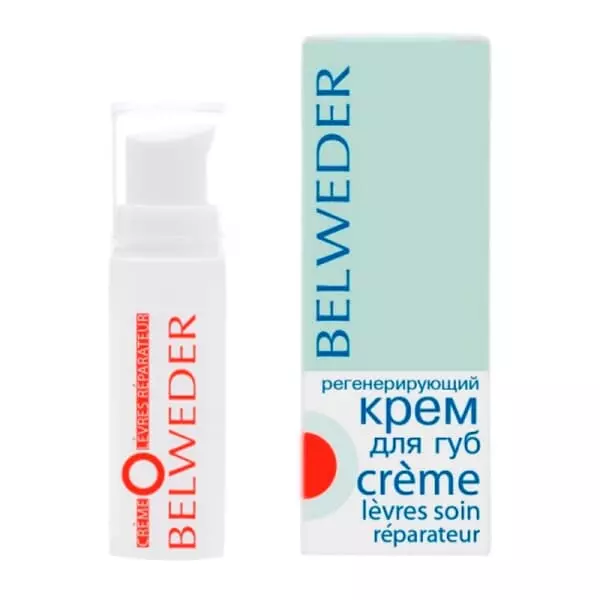 CRÈME LÈVRES RÉPARATEUR
BELWEDER
BELWEDER
регенерирующий
крем
для губ
crème
lèvres soin
réparateur